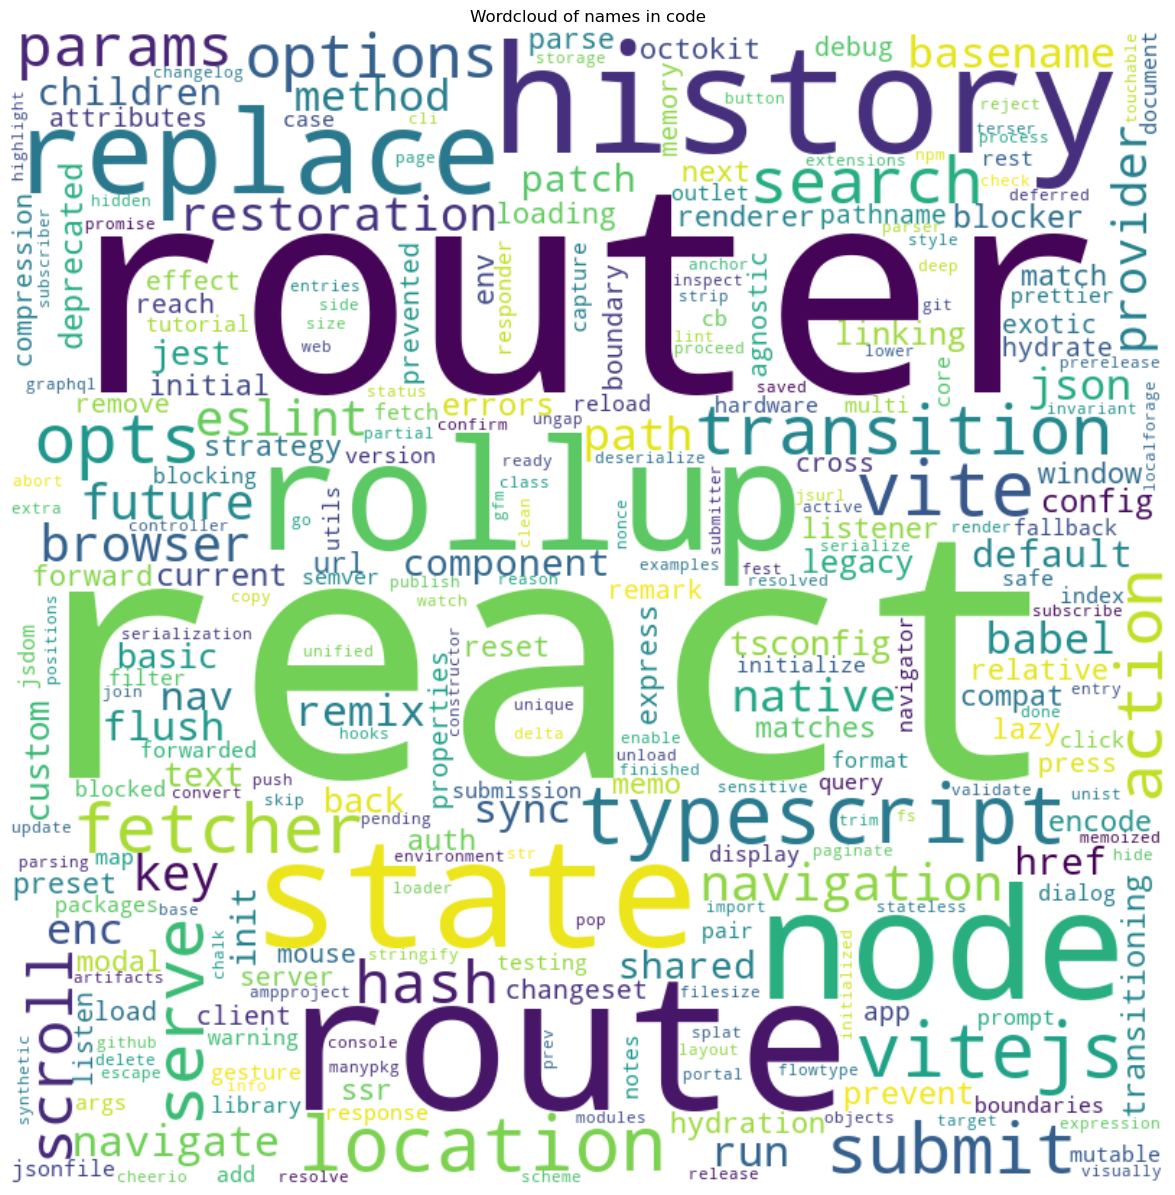 Wordcloud of names in code
params
options
history
parse
octokit
debug
basename
storage
changelog
children
method
attributes
case
cli
page
replace
memory
button
reject
terser
process
touchable
document
highlight
hidden
promise
restoration
loading
patch
next
outlet
search
extensions
npm
check
rest
deferred
renderer
pathname
parser
blocker
provider
compression
subscriber
deprecated
router
effect
reach
tutorial
entries
side
size
web
prevented
env
responder
capture
boundary
anchor
inspect
strip
cb
lint
proceed
agnostic
style
deep
git
linking
lower
core
match
prettier
exotic
hydrate
prerelease
graphql
jest
initial
status
saved
json
invariant
localforage
remove
eslint
fetch
partial
confirm
errors
ungap
reload
hardware
multi
opts
strategy
version
blocking
path
deserialize
transition
cross
window
abort
extra
future
controller
rollup
go
utils
ready
class
gfm
clean
nonce
submitter
jsurl
active
vite
listener
config
render
fallback
browser
url
component
examples
fest
serialize
legacy
default
forward
current
semver
publish
reason
resolved
safe
copy
watch
remark
index
subscribe
react
positions
jsdom
serialization
basic
filter
join
unified
constructor
reset
express
tsconfig
initialize
navigator
babel
relative
action
custom
nav
flush
remix
hooks
properties
unique
delta
native
matches
compat
entry
done
lazy
click
forwarded
enable
unload
finished
format
press
blocked
text
convert
push
skip
back
pending
submission
sync
memo
sensitive
query
validate
unist
update
fetcher
auth
typescript
trim
fs
encode
memoized
parsing
map
key
environment
str
display
paginate
href
hide
preset
packages
base
loader
state
navigation
stateless
dialog
import
pop
enc
chalk
init
mouse
stringify
testing
pair
node
transitioning
scroll
modal
artifacts
serve
server
ampproject
hash
changeset
shared
filesize
initialized
load
listen
client
route
app
prompt
github
delete
escape
warning
console
manypkg
prev
notes
splat
layout
portal
flowtype
vitejs
synthetic
gesture
info
ssr
args
library
response
modules
hydration
objects
prevent
boundaries
target
expression
navigate
location
run
submit
mutable
visually
jsonfile
cheerio
add
resolve
scheme
release